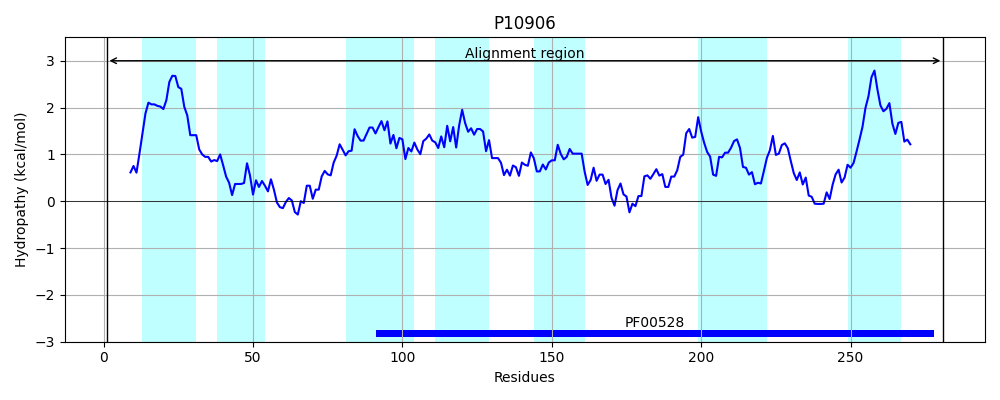 P10906
Alignment region
Hydropathy (kcal/mol)
3
2
1
0
−1
−2
−3
PF00528
0 50 100 150 200 250
Residues